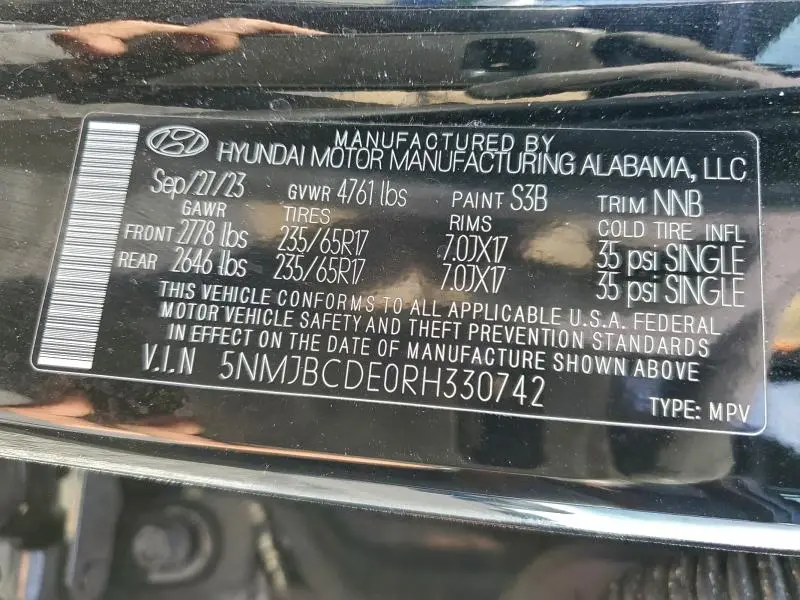 MANUFACTURED BY
HYUNDAI MOTOR MANUFACTURING ALABAMA, LLC
Sep/27/23 GVWR 4761 lbs PAINT S3B TRIM NNB
GAWR TIRES RIMS COLD TIRE INFL
FRONT 2778 lbs 235/65R17 7.0JX17 35 psi SINGLE
REAR 2646 lbs 235/65R17 7.0JX17 35 psi SINGLE
THIS VEHICLE CONFORMS TO ALL APPLICABLE U.S.A. FEDERAL
MOTOR VEHICLE SAFETY AND THEFT PREVENTION STANDARDS
IN EFFECT ON THE DATE OF MANUFACTURE SHOWN ABOVE
V.I.N 5NMJBCDE0RH330742
TYPE: MPV